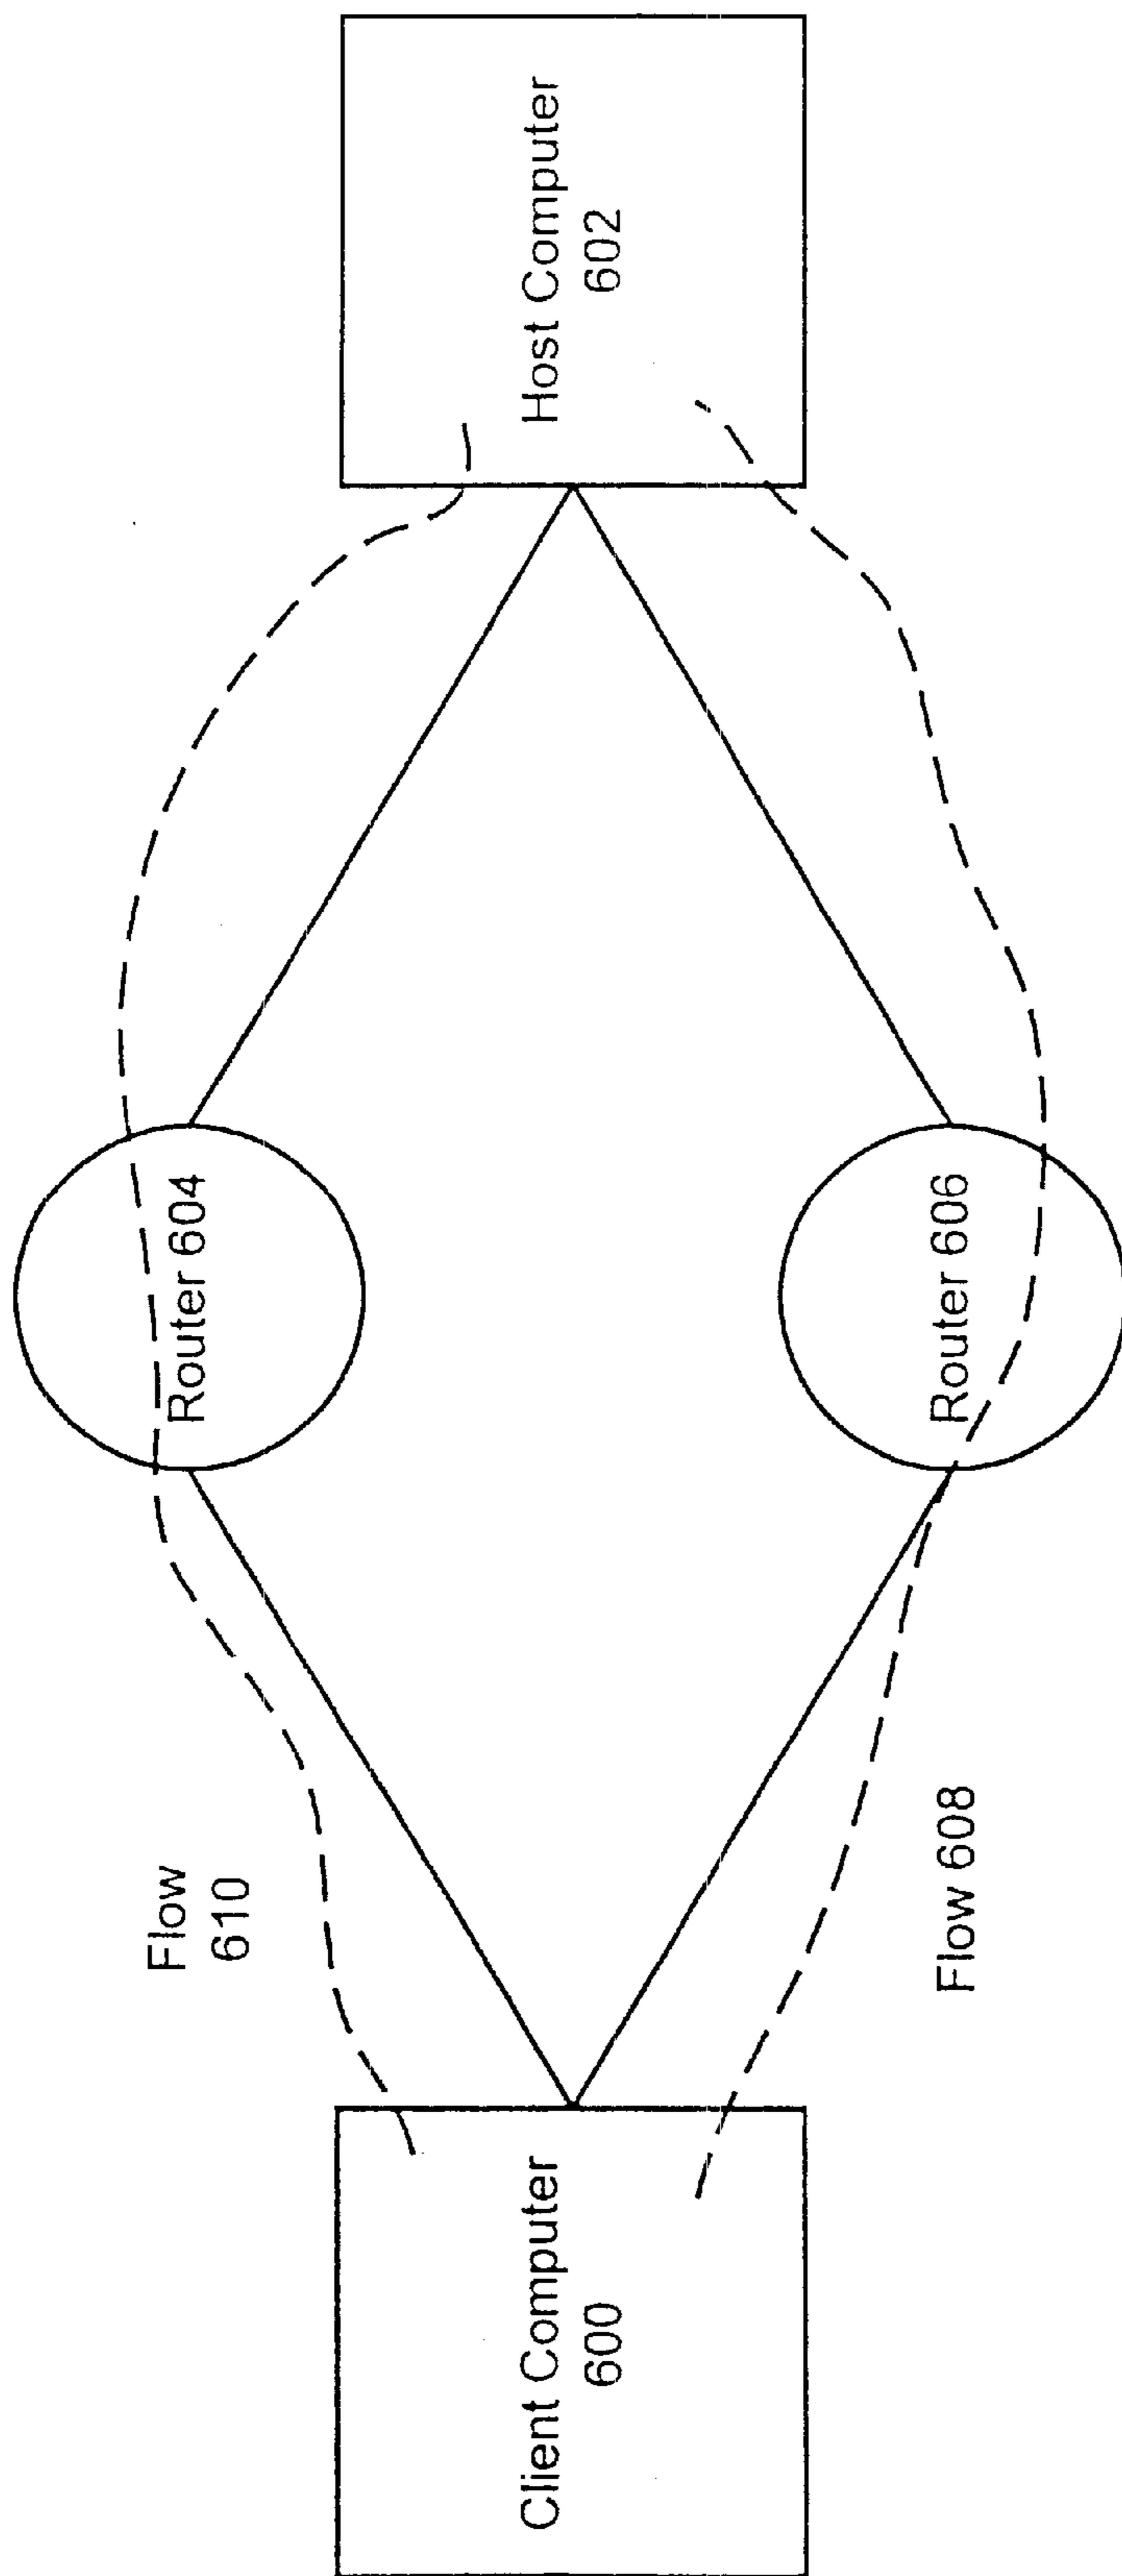 Flow
610
Router 604
Client Computer
600
Host Computer
602
Flow 608
Router 606